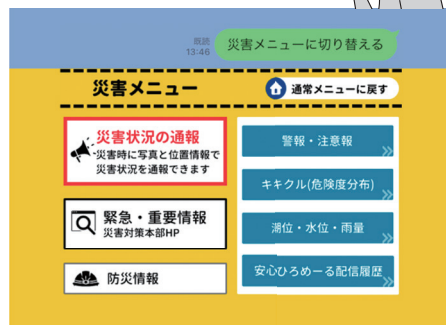 既読
13:46
災害メニューに切り替える
災害メニュー
通常メニューに戻す
災害状況の通報
災害時に写真と位置情報で
災害状況を通報できます
緊急・重要情報
災害対策本部HP
防災情報
警報・注意報
キキクル(危険度分布)
潮位・水位・雨量
安心ひろめーる配信履歴